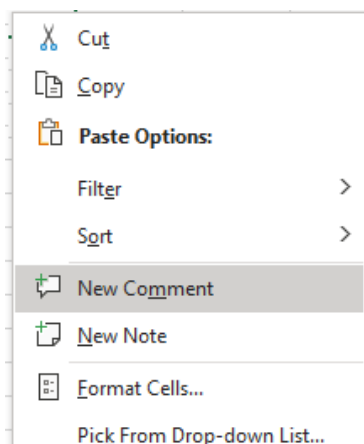 Cut
Copy
Paste Options:
Filter
Sort
New Comment
New Note
Format Cells...
Pick From Drop-down List...